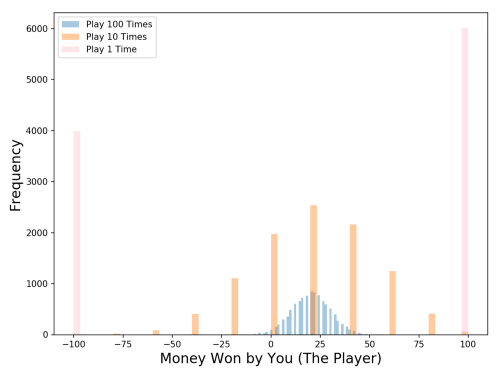 Play 100 Times
Play 10 Times
Play 1 Time
Frequency
6000
5000
4000
3000
2000
1000
0
−100 −75 −50 −25 0 25 50 75 100
Money Won by You (The Player)